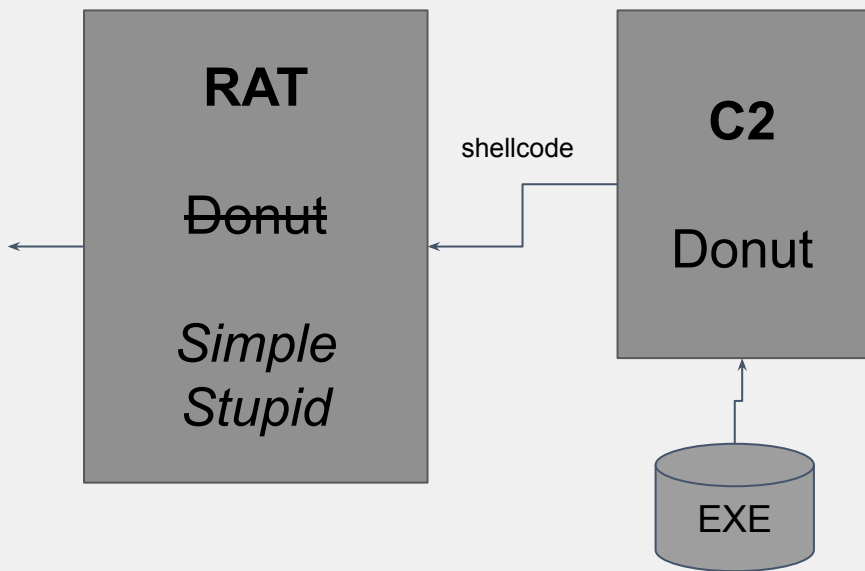 RAT
Donut
Simple
Stupid
shellcode
C2
Donut
EXE